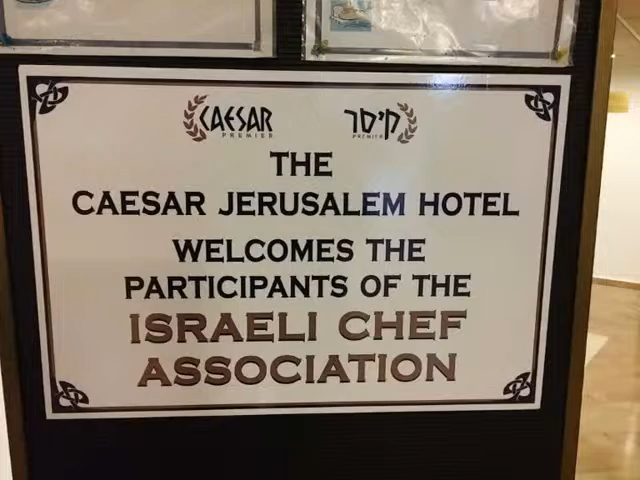 CAESAR קיסר
PREMIER PREMIER
THE
CAESAR JERUSALEM HOTEL
WELCOMES THE
PARTICIPANTS OF THE
ISRAELI CHEF
ASSOCIATION